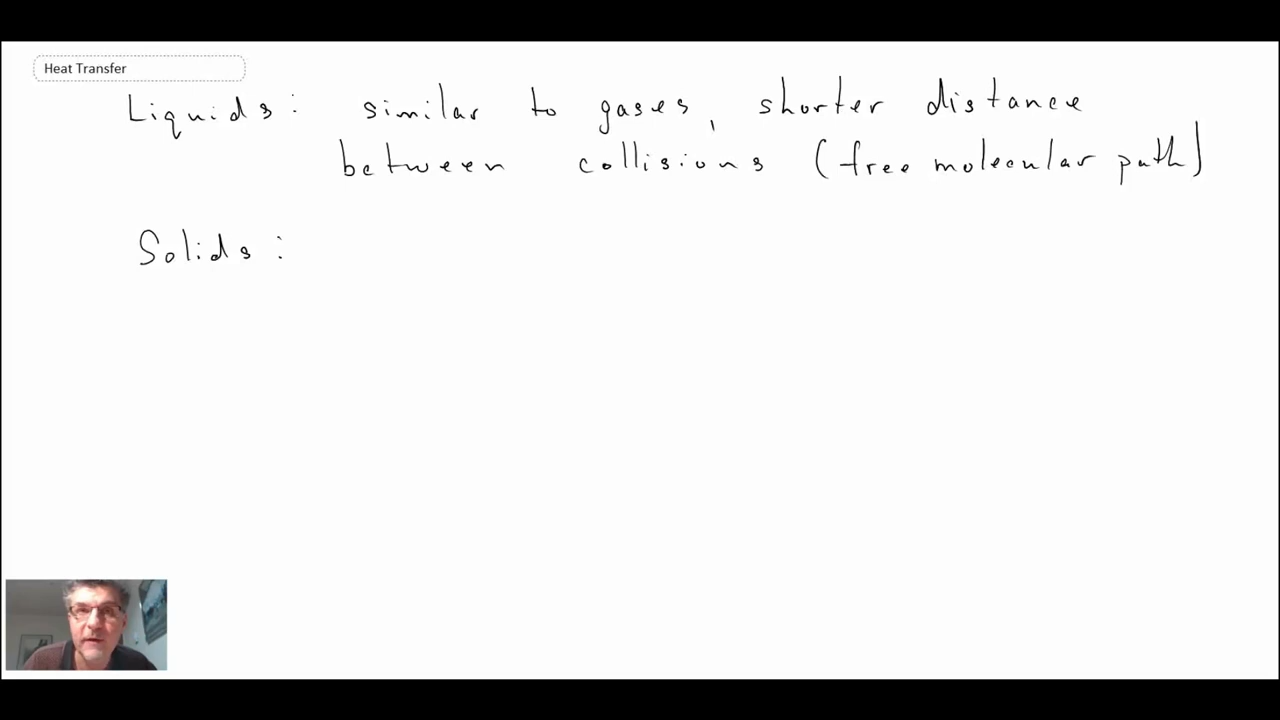 Heat Transfer
Liquids: similar to gases, shorter distance
between collisions (free molecular path)
Solids: